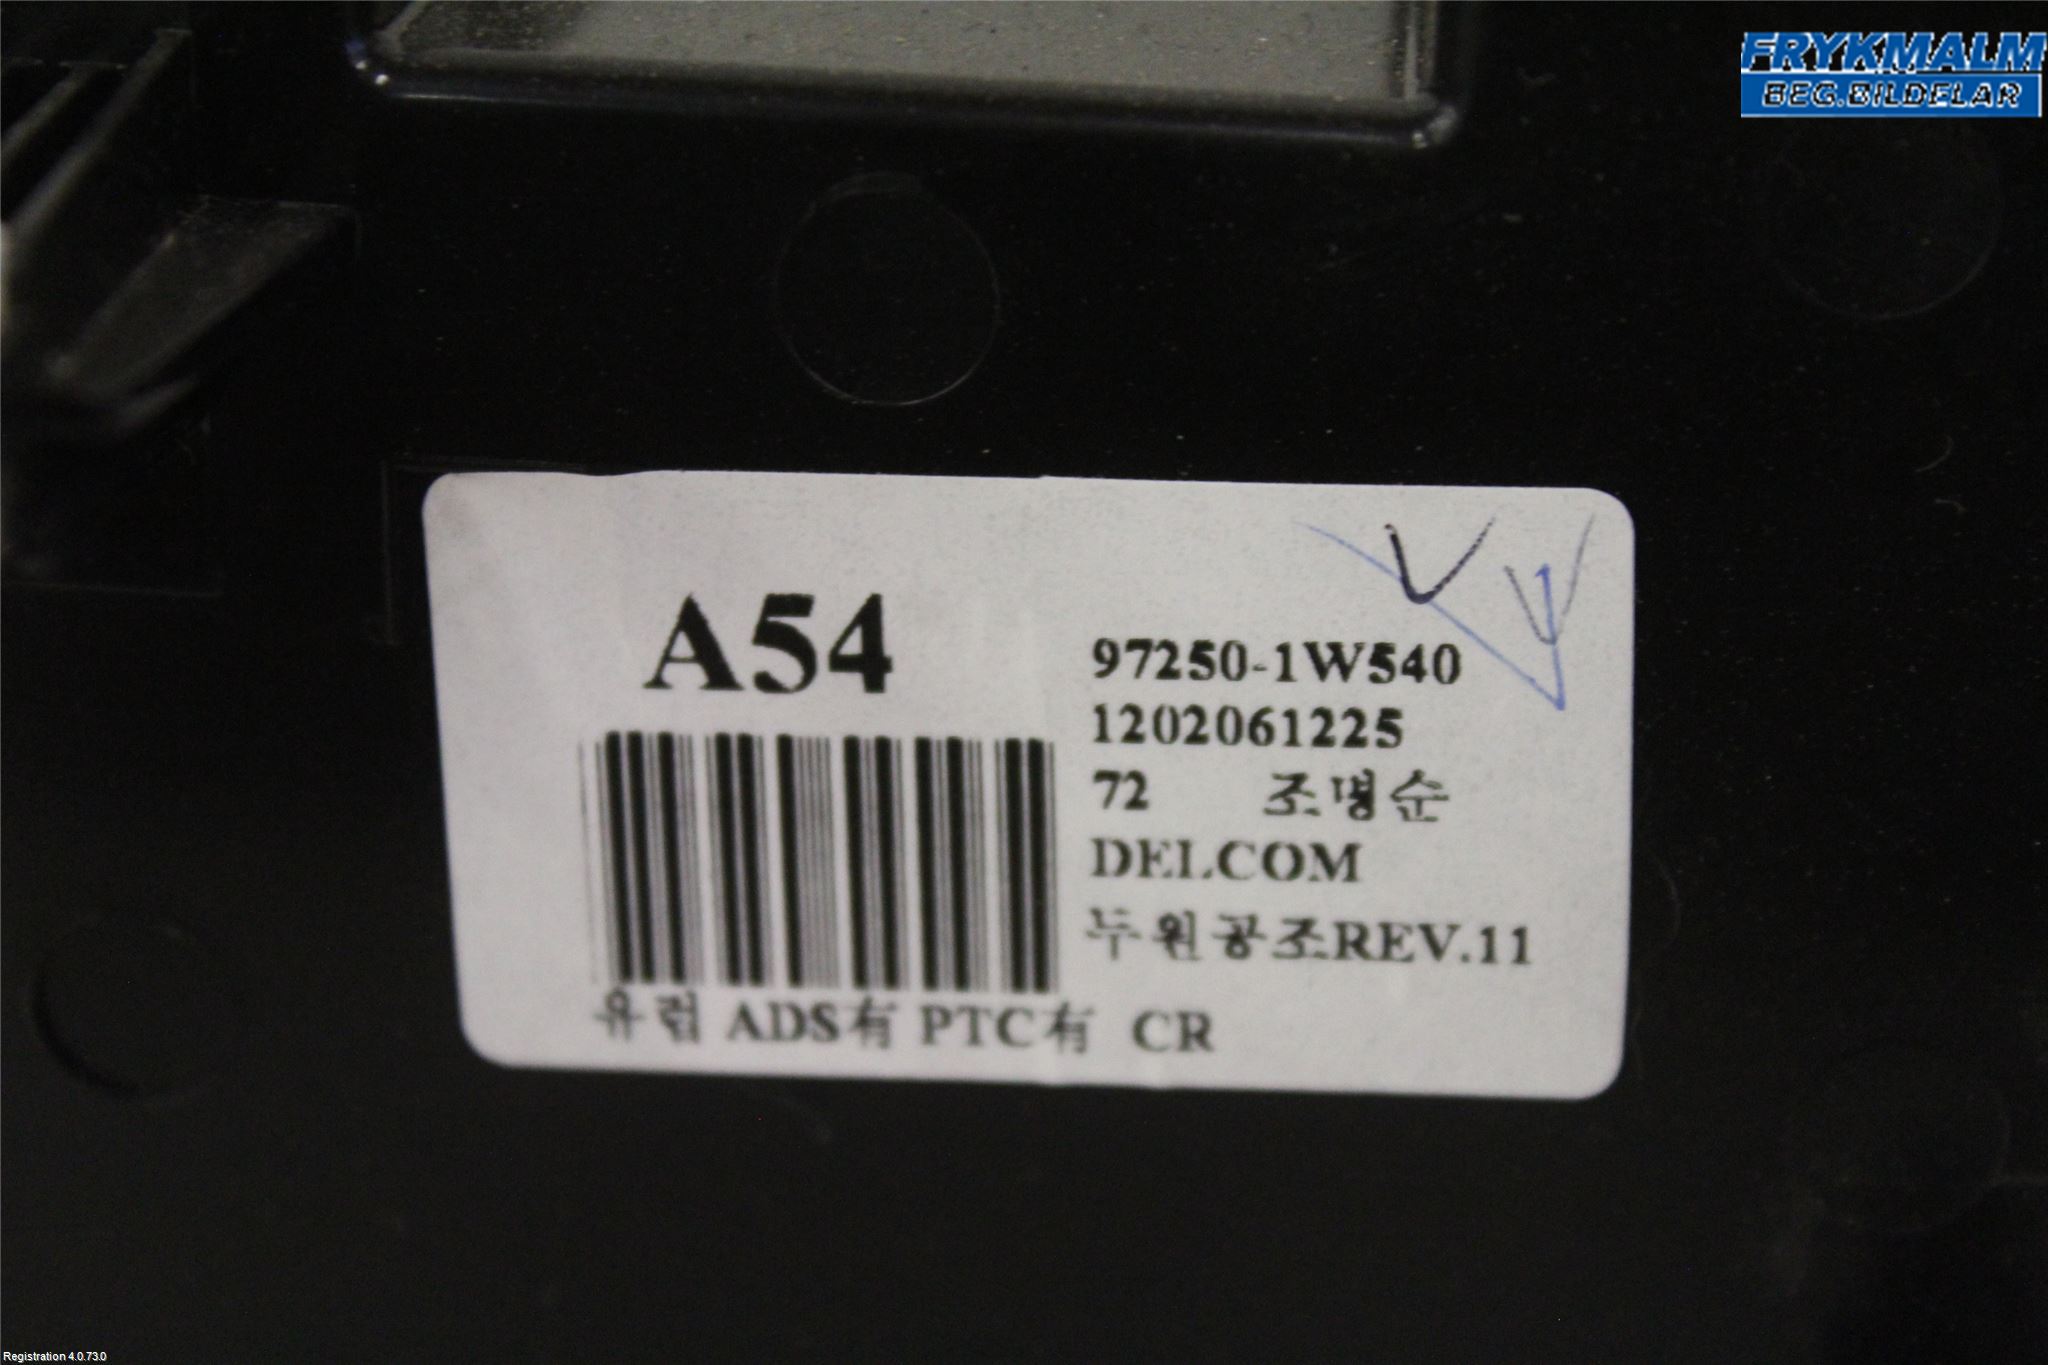 FRYKMALM
BEG.BILDELAR
A54
97250-1W540
1202061225
72 조명순
DELCOM
두원공조REV.11
유럽 ADS有 PTC有 CR
Registration 4.0.73.0